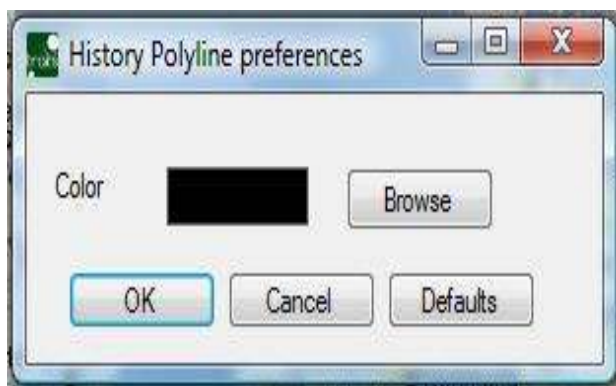 History Polyline preferences
Color
Browse
OK
Cancel
Defaults